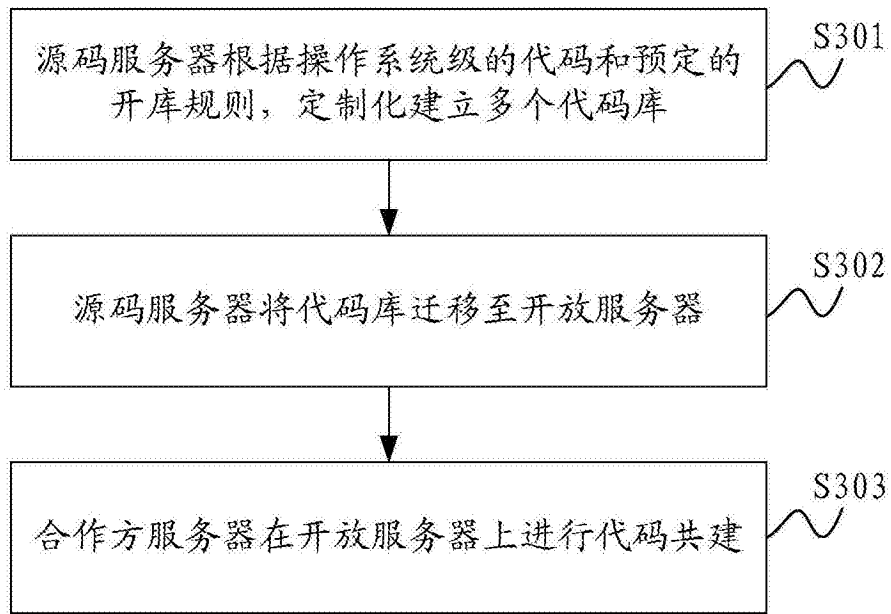 源码服务器根据操作系统级的代码和预定的
开库规则，定制化建立多个代码库
S301
源码服务器将代码库迁移至开放服务器
S302
合作方服务器在开放服务器上进行代码共建
S303